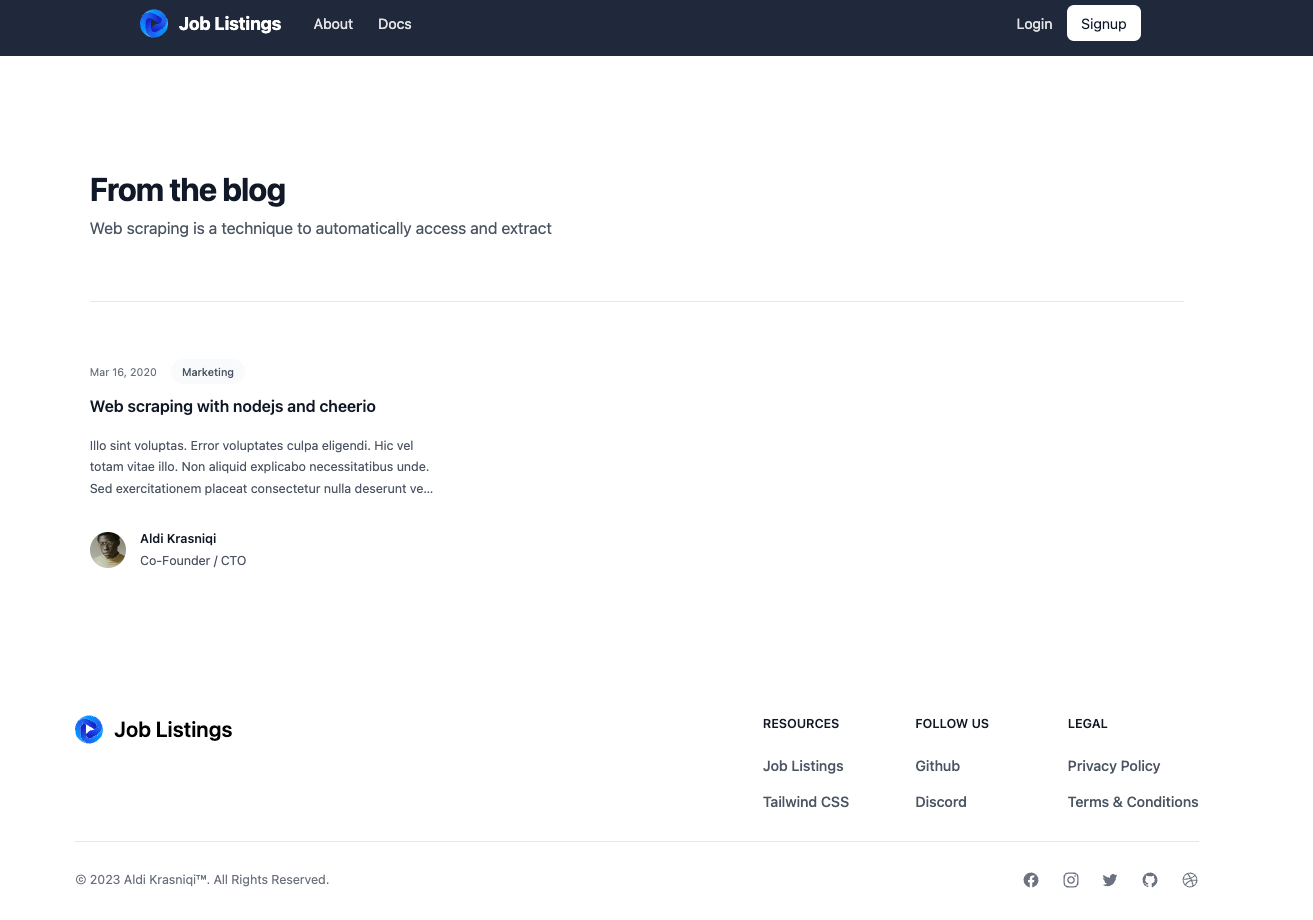 Job Listings About Docs Login Signup
From the blog
Web scraping is a technique to automatically access and extract
Mar 16, 2020 Marketing
Web scraping with nodejs and cheerio
Illo sint voluptas. Error voluptates culpa eligendi. Hic vel
totam vitae illo. Non aliquid explicabo necessitatibus unde.
Sed exercitationem placeat consectetur nulla deserunt ve...
Aldi Krasniqi
Co-Founder / CTO
Job Listings
RESOURCES
Job Listings
Tailwind CSS
FOLLOW US
Github
Discord
LEGAL
Privacy Policy
Terms & Conditions
© 2023 Aldi Krasniqi™. All Rights Reserved.